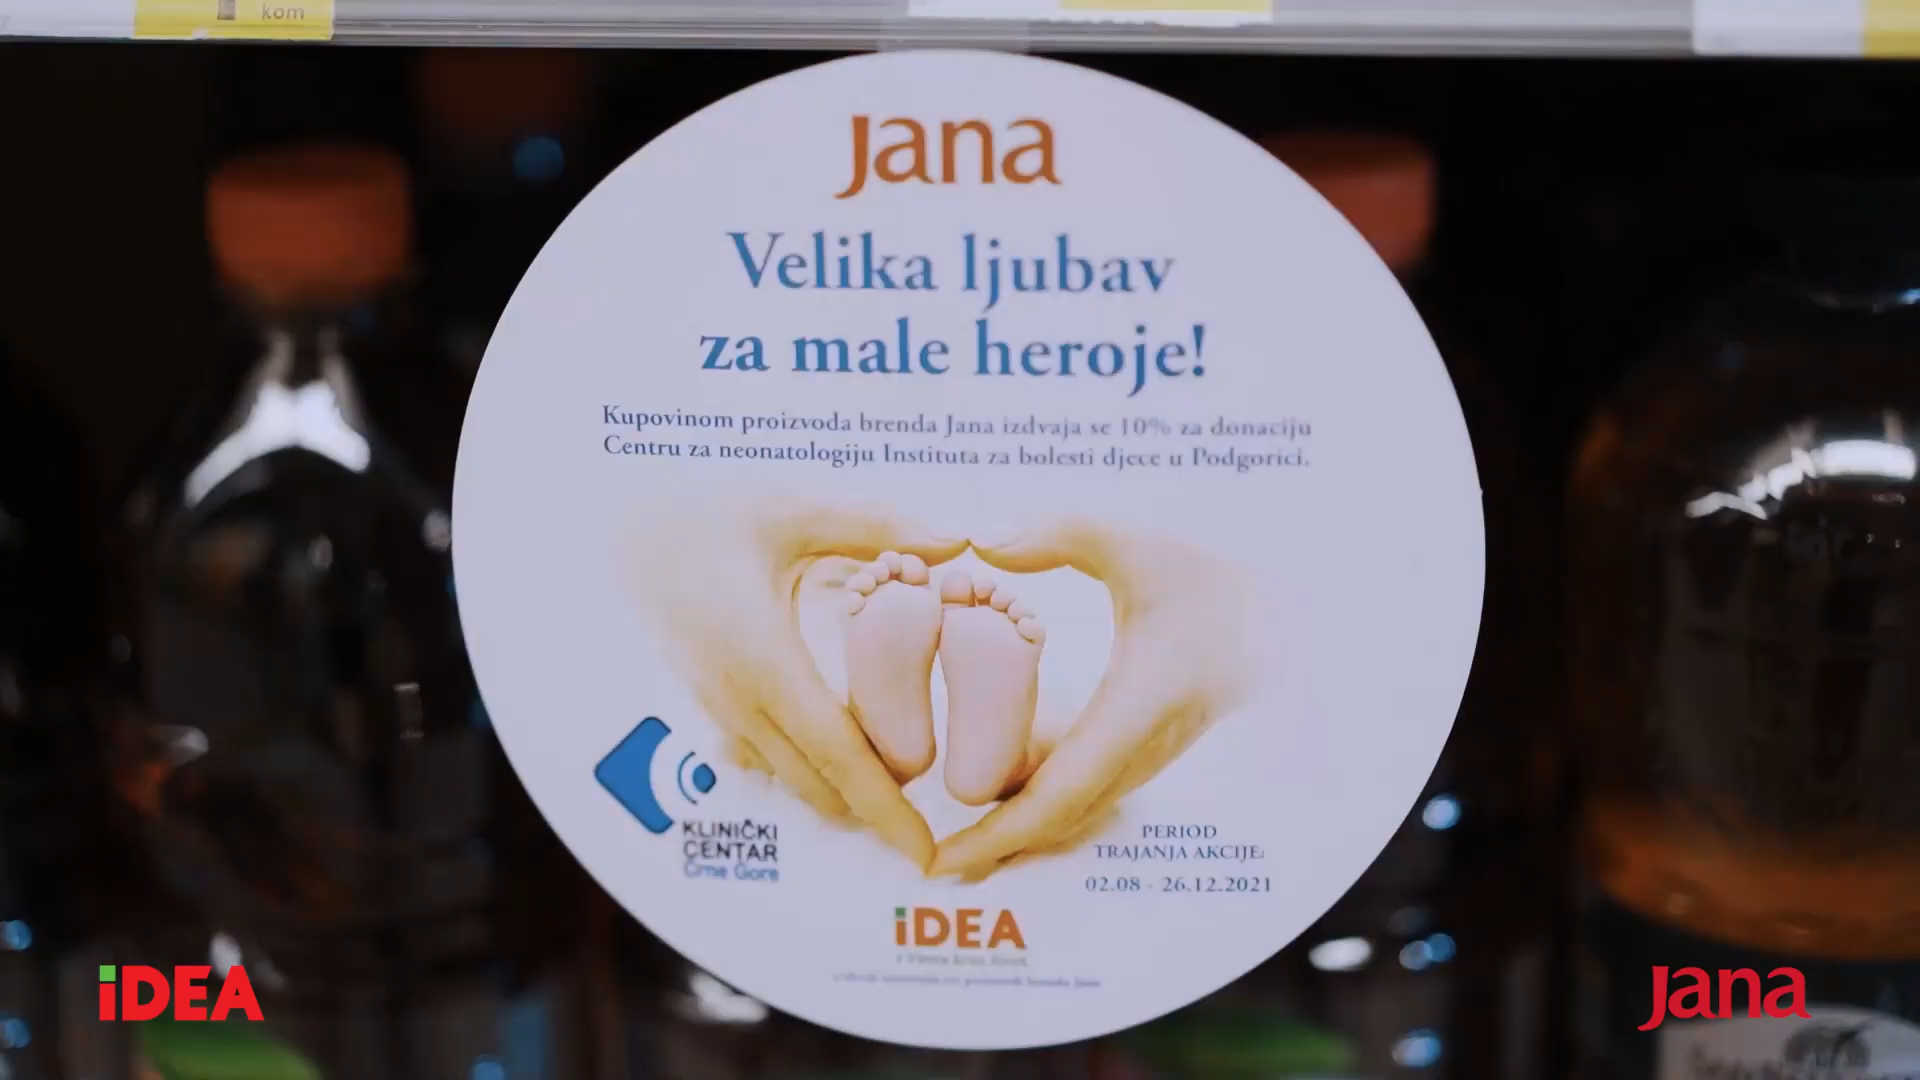 kom
Jana
Velika ljubav
za male heroje!
Kupovinom proizvoda brenda Jana izdvaja se 10% za donaciju
Centru za neonatologiju Instituta za bolesti djece u Podgorici.
KLINIČKI
CENTAR
Crne Gore
PERIOD
TRAJANJA AKCIJE:
02.08 - 26.12.2021
iDEA
iDEA
Jana